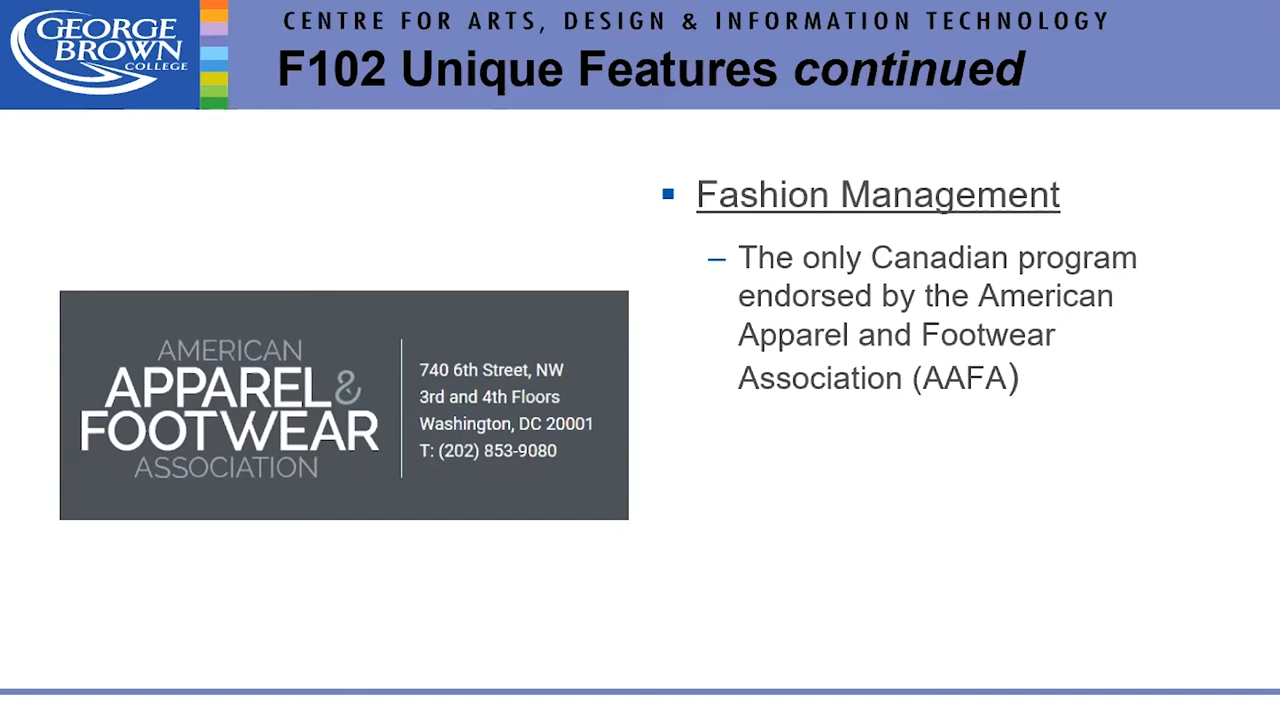 GEORGE
BROWN
COLLEGE
CENTRE FOR ARTS, DESIGN & INFORMATION TECHNOLOGY
F102 Unique Features continued
AMERICAN
APPAREL &
FOOTWEAR
ASSOCIATION
740 6th Street, NW
3rd and 4th Floors
Washington, DC 20001
T: (202) 853-9080
▪ Fashion Management
– The only Canadian program
endorsed by the American
Apparel and Footwear
Association (AAFA)